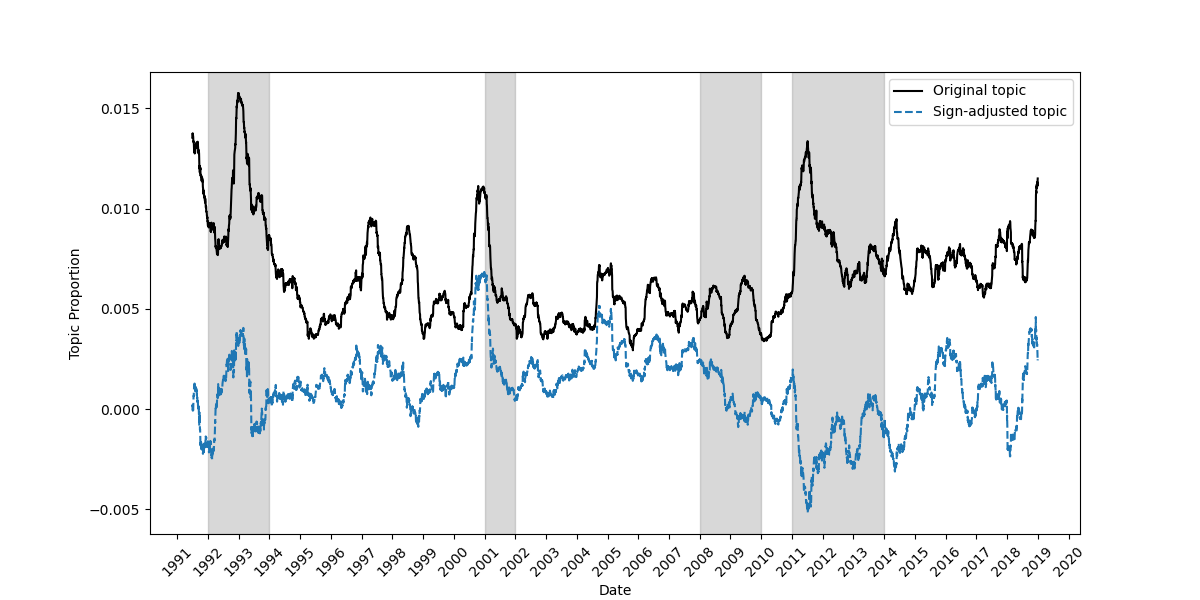 Original topic
Sign-adjusted topic
Topic Proportion
0.015
0.010
0.005
0.000
−0.005
1991 1992 1993 1994 1995 1996 1997 1998 1999 2000 2001 2002 2003 2004 2005 2006 2007 2008 2009 2010 2011 2012 2013 2014 2015 2016 2017 2018 2019 2020
Date